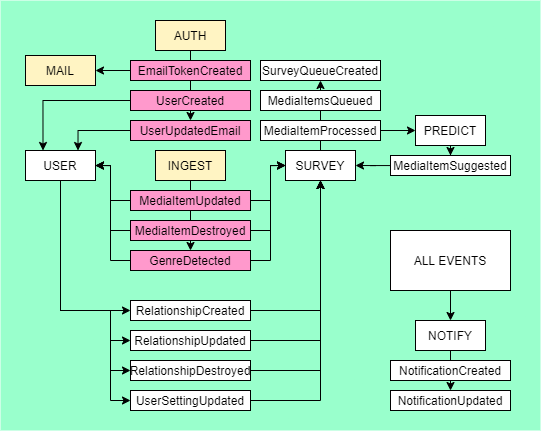 AUTH
MAIL
EmailTokenCreated
SurveyQueueCreated
UserCreated
MediaItemsQueued
UserUpdatedEmail
MediaItemProcessed
PREDICT
USER
INGEST
SURVEY
MediaItemSuggested
MediaItemUpdated
MediaItemDestroyed
GenreDetected
ALL EVENTS
RelationshipCreated
RelationshipUpdated
NOTIFY
RelationshipDestroyed
NotificationCreated
UserSettingUpdated
NotificationUpdated